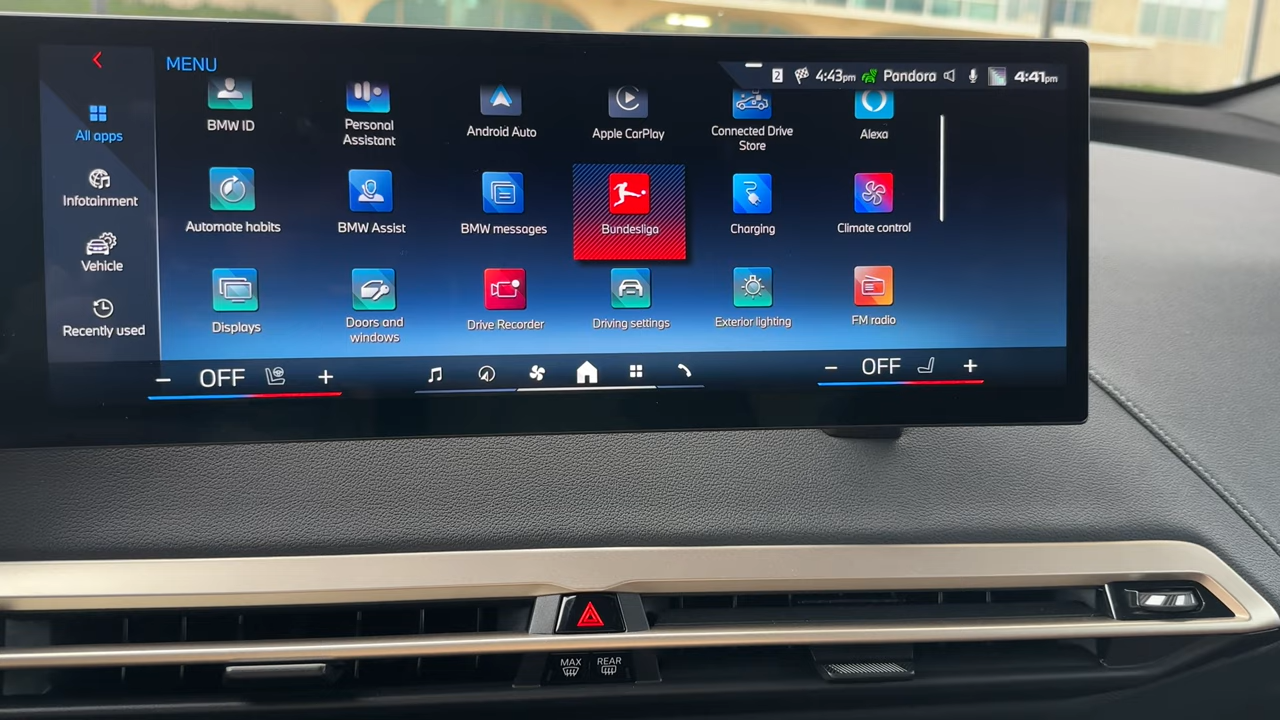 MENU
2
4:43pm
Pandora
4:41pm
All apps
Infotainment
Vehicle
Recently used
BMW ID
Personal
Assistant
Android Auto
Apple CarPlay
Connected Drive
Store
Alexa
Automate habits
BMW Assist
BMW messages
Bundesliga
Charging
Climate control
Displays
Doors and
windows
Drive Recorder
Driving settings
Exterior lighting
FM radio
− OFF +
− OFF +
MAX
REAR